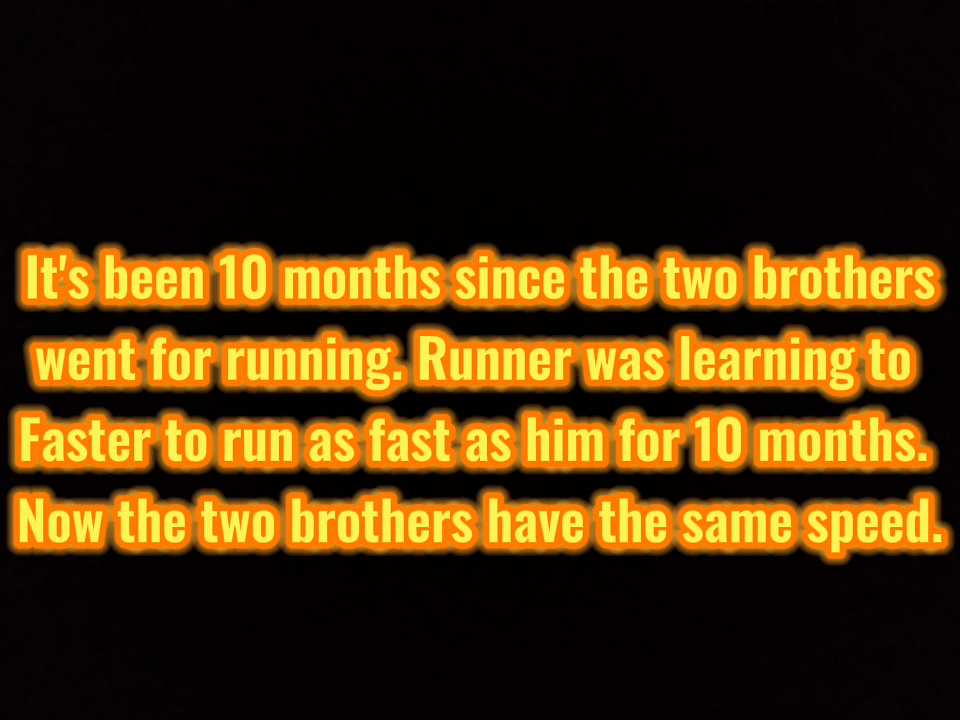 It's been 10 months since the two brothers
went for running. Runner was learning to
Faster to run as fast as him for 10 months.
Now the two brothers have the same speed.